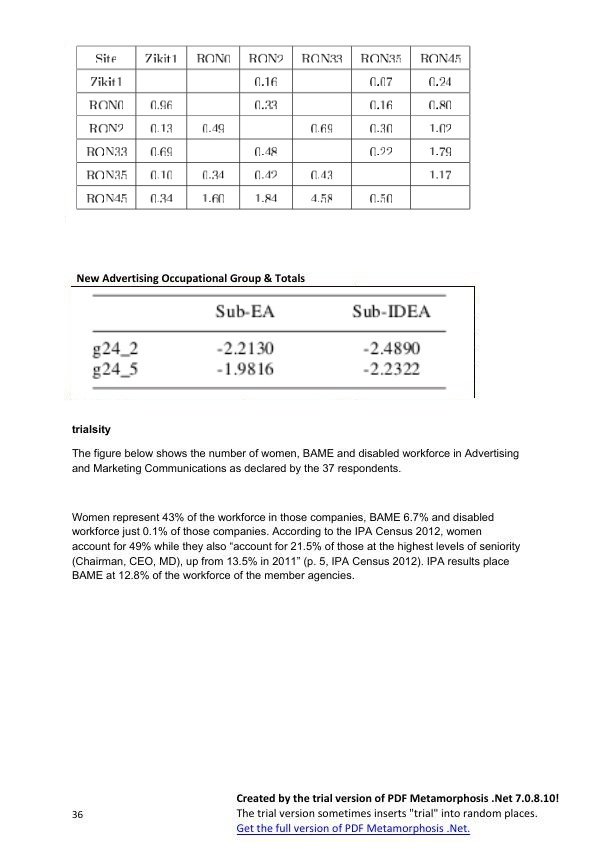 Site Zikit1 RON0 RON2 RON33 RON35 RON45
Zikit1 0.16 0.07 0.24
RON0 0.96 0.33 0.16 0.80
RON2 0.13 0.49 0.69 0.30 1.02
RON33 0.69 0.48 0.22 1.79
RON35 0.10 0.34 0.42 0.43 1.17
RON45 0.34 1.60 1.84 4.58 0.50
New Advertising Occupational Group & Totals
Sub-EA Sub-IDEA
g24_2 -2.2130 -2.4890
g24_5 -1.9816 -2.2322
trialsity
The figure below shows the number of women, BAME and disabled workforce in Advertising
and Marketing Communications as declared by the 37 respondents.
Women represent 43% of the workforce in those companies, BAME 6.7% and disabled
workforce just 0.1% of those companies. According to the IPA Census 2012, women
account for 49% while they also “account for 21.5% of those at the highest levels of seniority
(Chairman, CEO, MD), up from 13.5% in 2011” (p. 5, IPA Census 2012). IPA results place
BAME at 12.8% of the workforce of the member agencies.
Created by the trial version of PDF Metamorphosis .Net 7.0.8.10!
36 The trial version sometimes inserts "trial" into random places.
Get the full version of PDF Metamorphosis .Net.